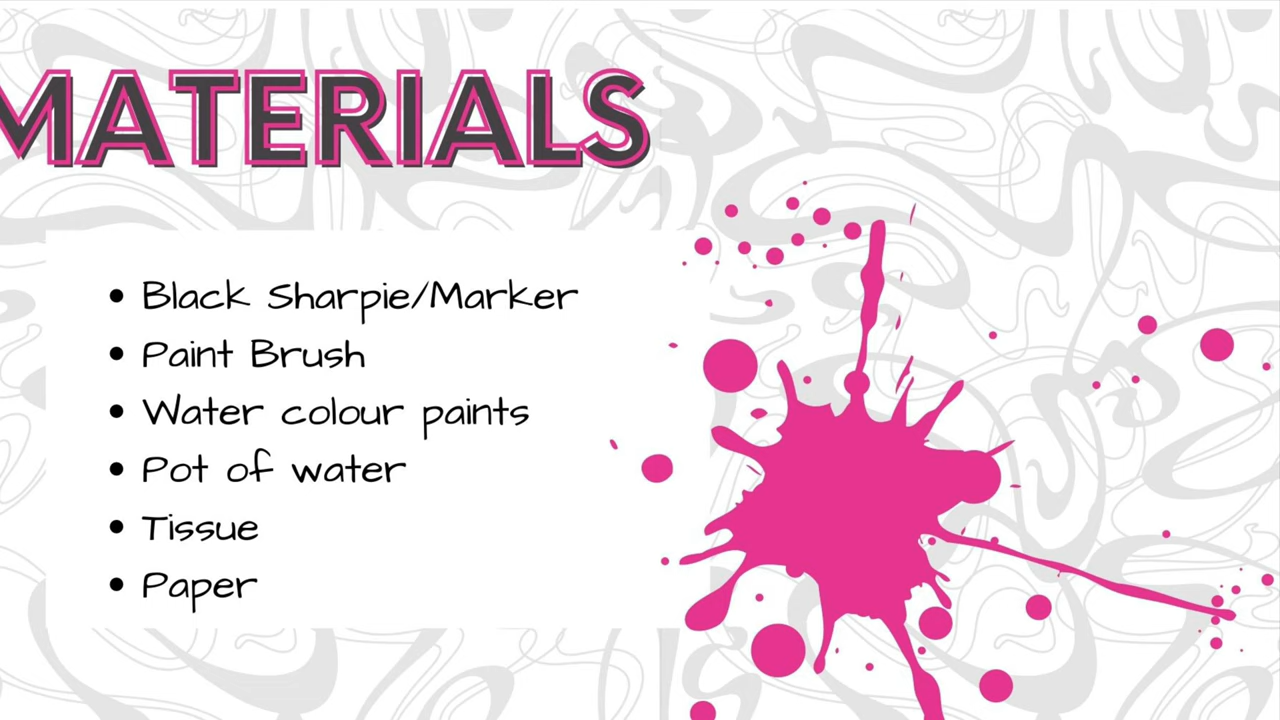 MATERIALS
• Black Sharpie/Marker
• Paint Brush
• Water colour paints
• Pot of water
• Tissue
• Paper